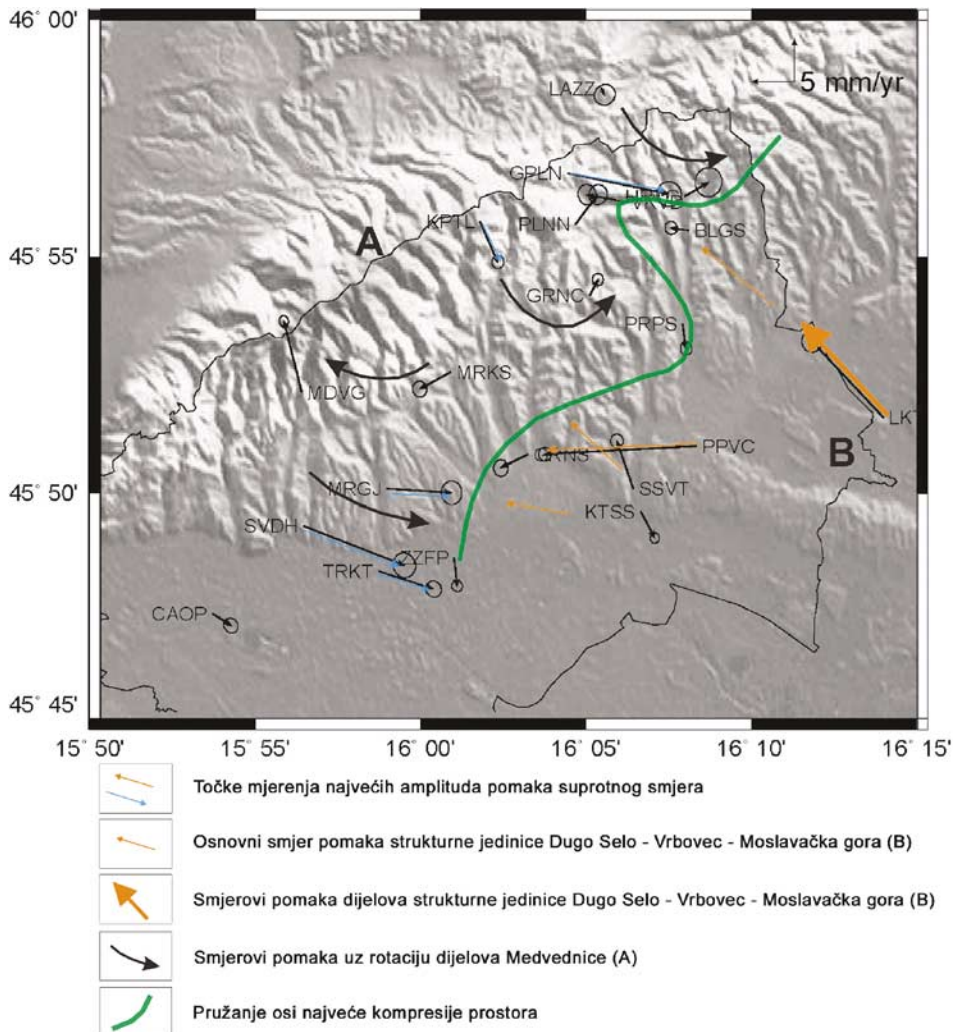 46° 00'
5 mm/yr
LAZZ
GPLN
HRVD
A
KPTL
PLNN
BLGS
45° 55'
GRNC
PRPS
MDVG
MRKS
LKT
B
GRNS
PPVC
SSVT
45° 50'
MRGJ
KTSS
SVDH
ZZFP
TRKT
CAOP
45° 45'
15° 50' 15° 55' 16° 00' 16° 05' 16° 10' 16° 15'
Točke mjerenja najvećih amplituda pomaka suprotnog smjera
Osnovni smjer pomaka strukturne jedinice Dugo Selo - Vrbovec - Moslavačka gora (B)
Smjerovi pomaka dijelova strukturne jedinice Dugo Selo - Vrbovec - Moslavačka gora (B)
Smjerovi pomaka uz rotaciju dijelova Medvednice (A)
Pružanje osi najveće kompresije prostora